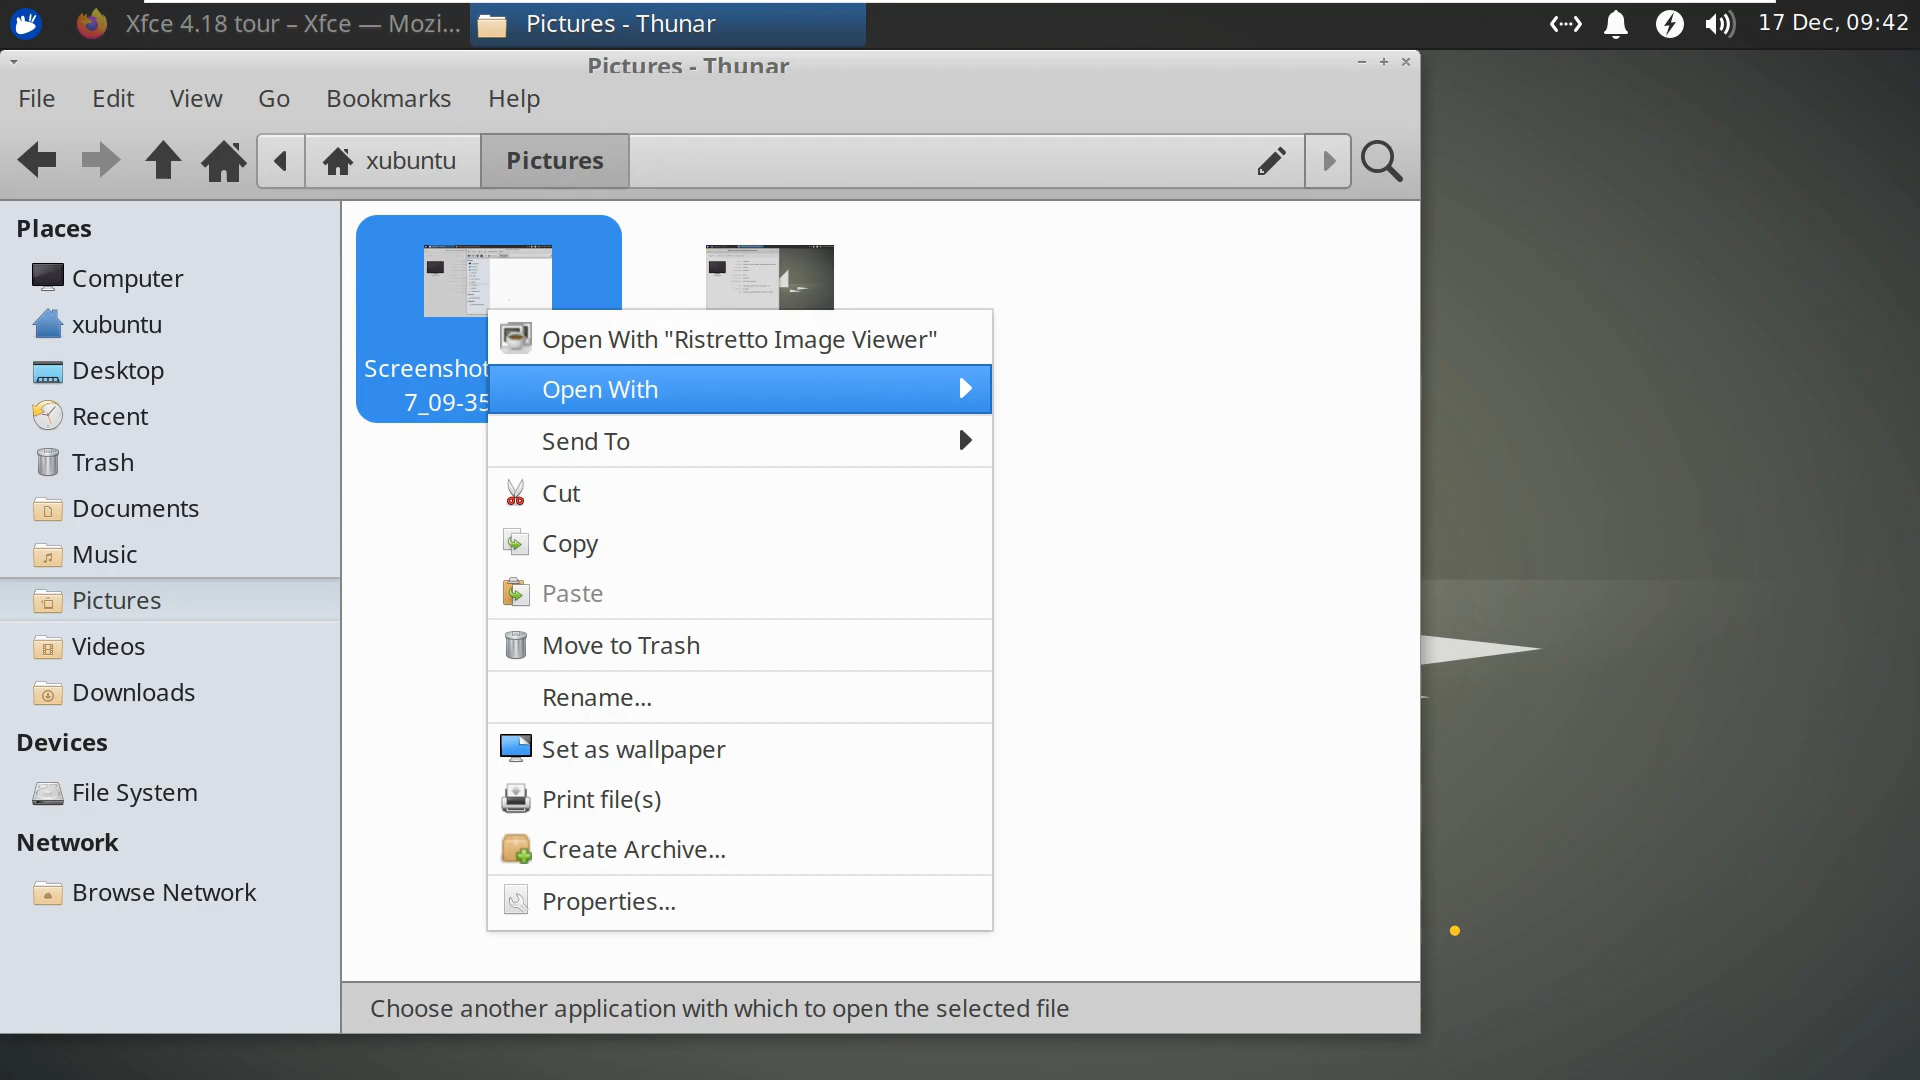 Xfce 4.18 tour – Xfce — Mozi...
Pictures - Thunar
17 Dec, 09:42
Pictures - Thunar
File Edit View Go Bookmarks Help
xubuntu
Pictures
Places
Computer
xubuntu
Desktop
Recent
Trash
Documents
Music
Pictures
Videos
Downloads
Devices
File System
Network
Browse Network
Screenshot
7_09-35
Open With "Ristretto Image Viewer"
Open With
Send To
Cut
Copy
Paste
Move to Trash
Rename...
Set as wallpaper
Print file(s)
Create Archive...
Properties...
Choose another application with which to open the selected file